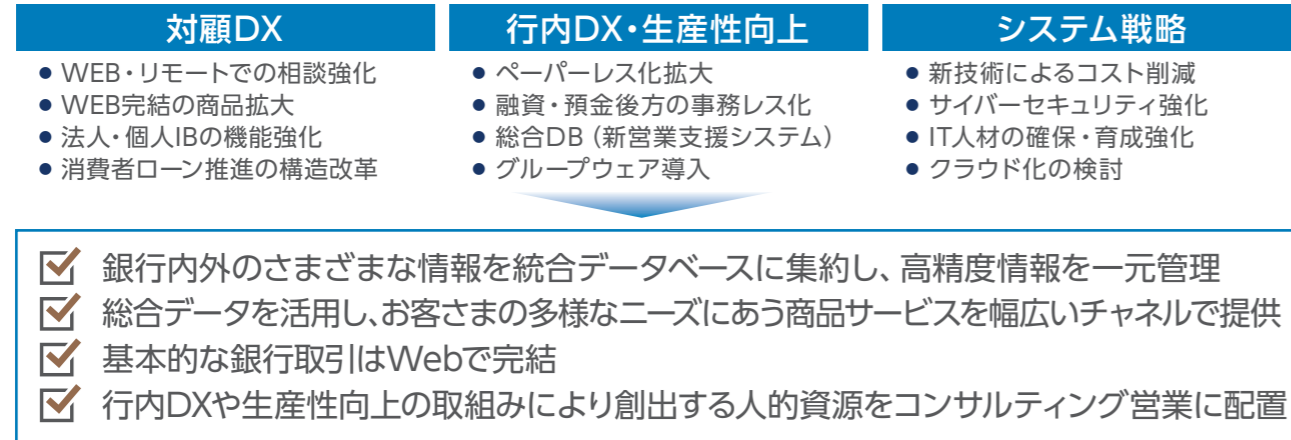 対顧DX
● WEB・リモートでの相談強化
● WEB完結の商品拡大
● 法人・個人IBの機能強化
● 消費者ローン推進の構造改革
行内DX・生産性向上
● ペーパーレス化拡大
● 融資・預金後方の事務レス化
● 総合DB（新営業支援システム）
● グループウェア導入
システム戦略
● 新技術によるコスト削減
● サイバーセキュリティ強化
● IT人材の確保・育成強化
● クラウド化の検討
銀行内外のさまざまな情報を統合データベースに集約し、高精度情報を一元管理
総合データを活用し、お客さまの多様なニーズにあう商品サービスを幅広いチャネルで提供
基本的な銀行取引はWebで完結
行内DXや生産性向上の取組みにより創出する人的資源をコンサルティング営業に配置